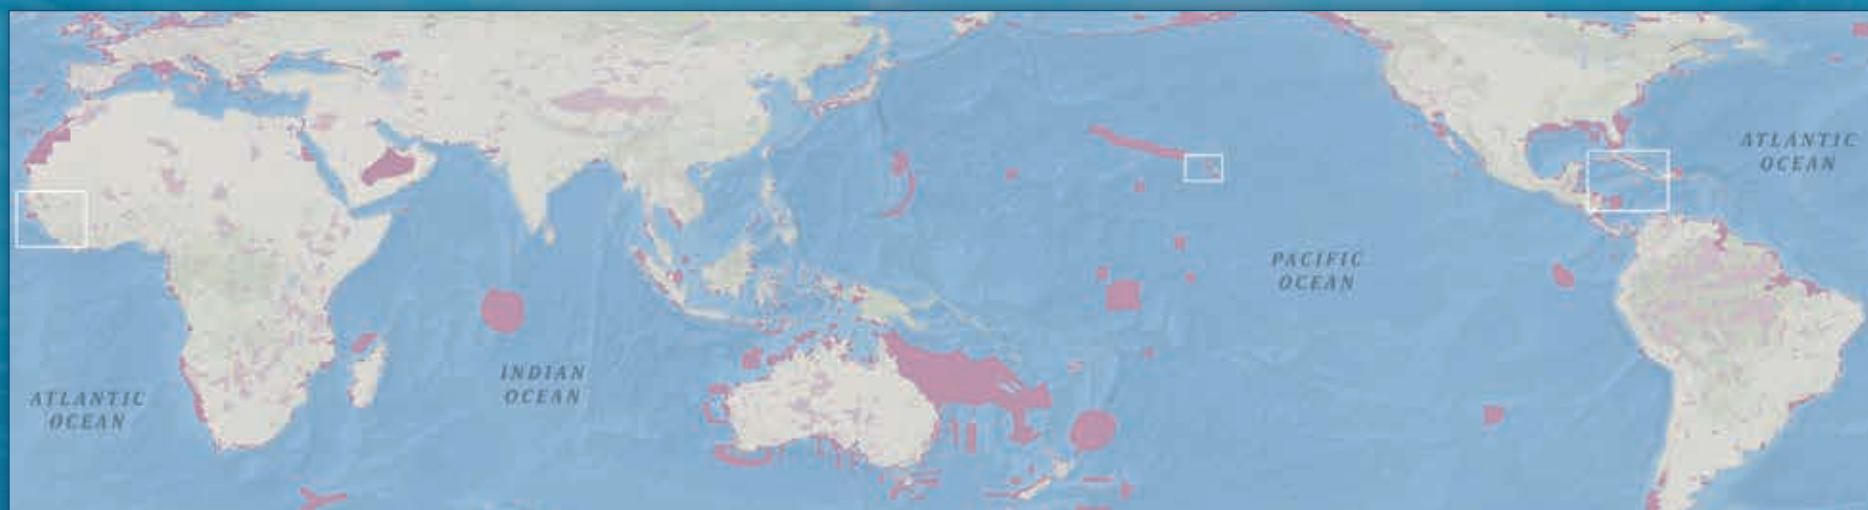 ATLANTIC
OCEAN
PACIFIC
OCEAN
INDIAN
OCEAN
ATLANTIC
OCEAN